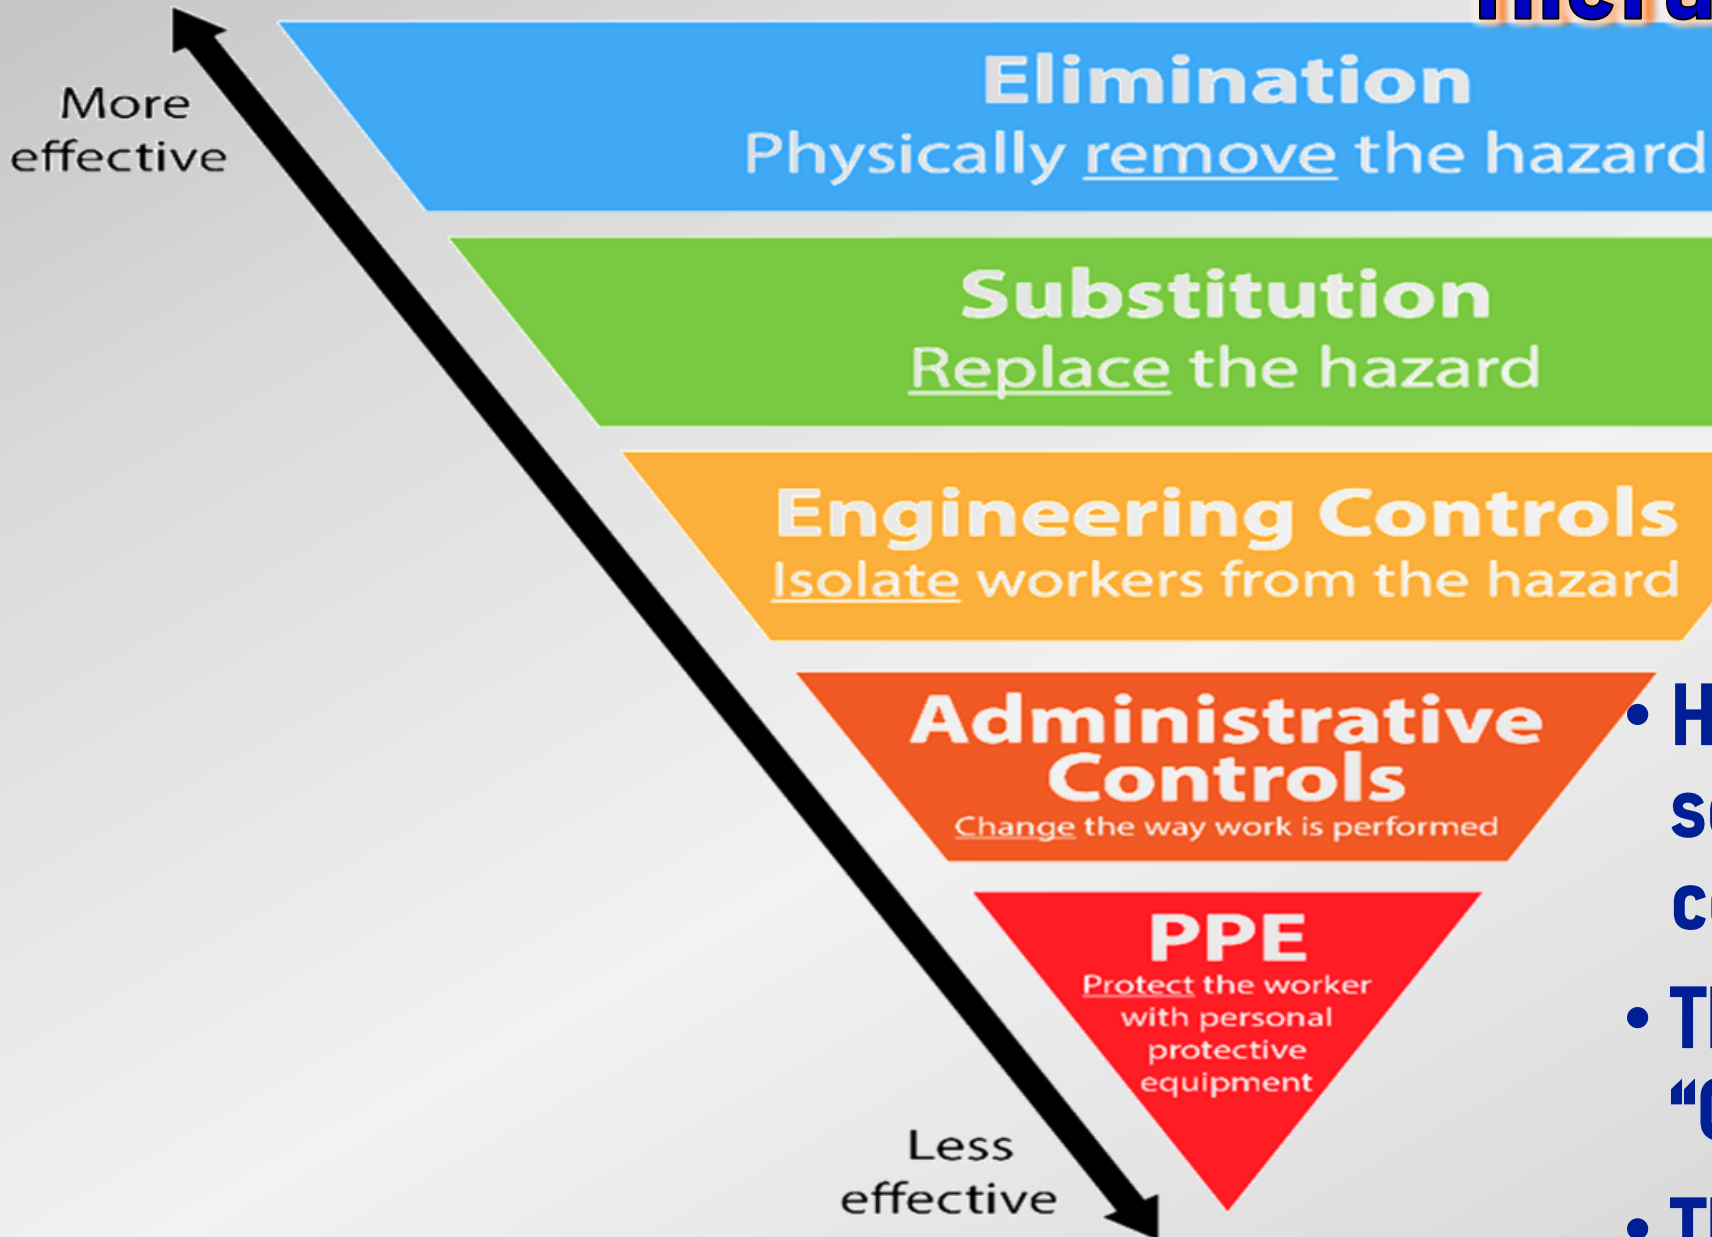 More
effective
Elimination
Physically remove the hazard
Substitution
Replace the hazard
Engineering Controls
Isolate workers from the hazard
Administrative
Controls
Change the way work is performed
PPE
Protect the worker
with personal
protective
equipment
Less
effective